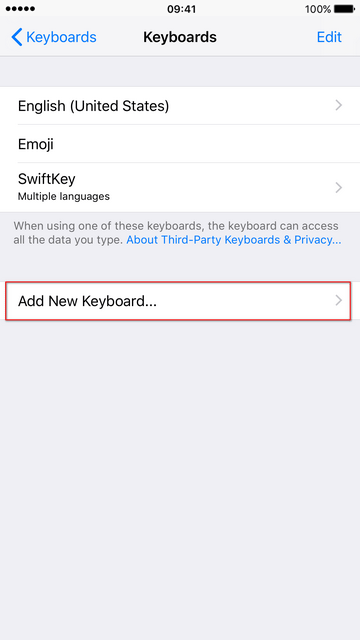 09:41
100%
Keyboards
Keyboards
Edit
English (United States)
Emoji
SwiftKey
Multiple languages
When using one of these keyboards, the keyboard can access
all the data you type. About Third-Party Keyboards & Privacy...
Add New Keyboard...